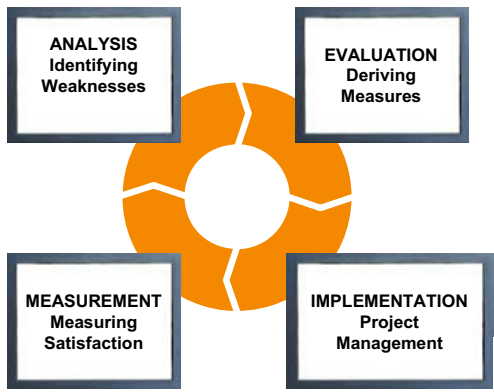 ANALYSIS
Identifying
Weaknesses
EVALUATION
Deriving
Measures
MEASUREMENT
Measuring
Satisfaction
IMPLEMENTATION
Project
Management